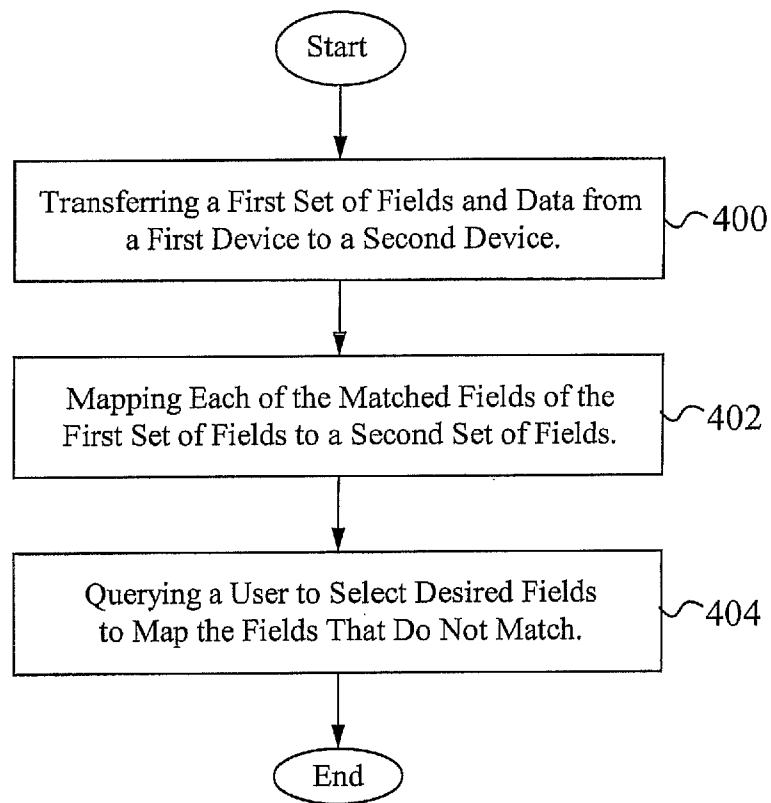 Start
Transferring a First Set of Fields and Data from
a First Device to a Second Device.
400
Mapping Each of the Matched Fields of the
First Set of Fields to a Second Set of Fields.
402
Querying a User to Select Desired Fields
to Map the Fields That Do Not Match.
404
End